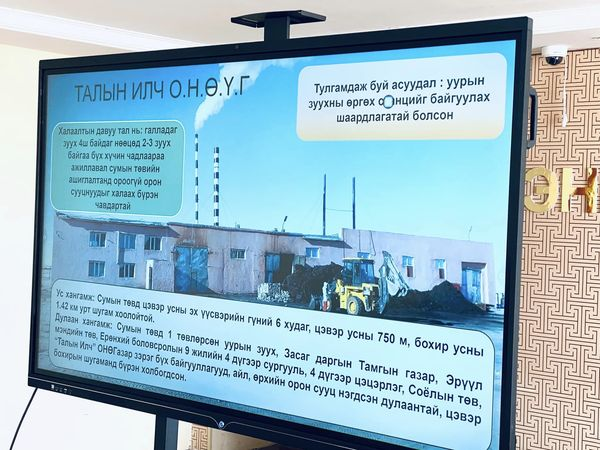 ТАЛЫН ИЛЧ О.Н.Ө.Ү.Г
Тулгамдаж буй асуудал : уурын
зуухны өргөх онцийг байгуулах
шаардлагатай болсон
Халаалтын давуу тал нь: галладаг
зуух 4ш байдаг нөөцөд 2-3 зуух
байгаа бүх хүчин чадлаараа
ажиллавал сумын төвийн
ашиглалтанд ороогүй орон
сууцнуудыг халаах бүрэн
чавдартай
Ус хангамж: Сумын төвд цэвэр усны эх үүсвэрийн гүний 6 худаг, цэвэр усны 750 м, бохир усны
1.42 км урт шугам хоолойтой.
Дулаан хангамж: Сумын төвд 1 төвлөрсөн уурын зуух, Засаг даргын Тамгын газар, Эрүүл
мэндийн төв, Ерөнхий боловсролын 9 жилийн 4 дүгээр сургууль, 4 дүгээр цэцэрлэг, Соёлын төв,
"Талын Илч" ОНӨГазар зэрэг бүх байгууллагууд, айл, өрхийн орон сууц нэгдсэн дулаантай, цэвэр
бохирын шугаманд бүрэн холбогдсон.
ЭН